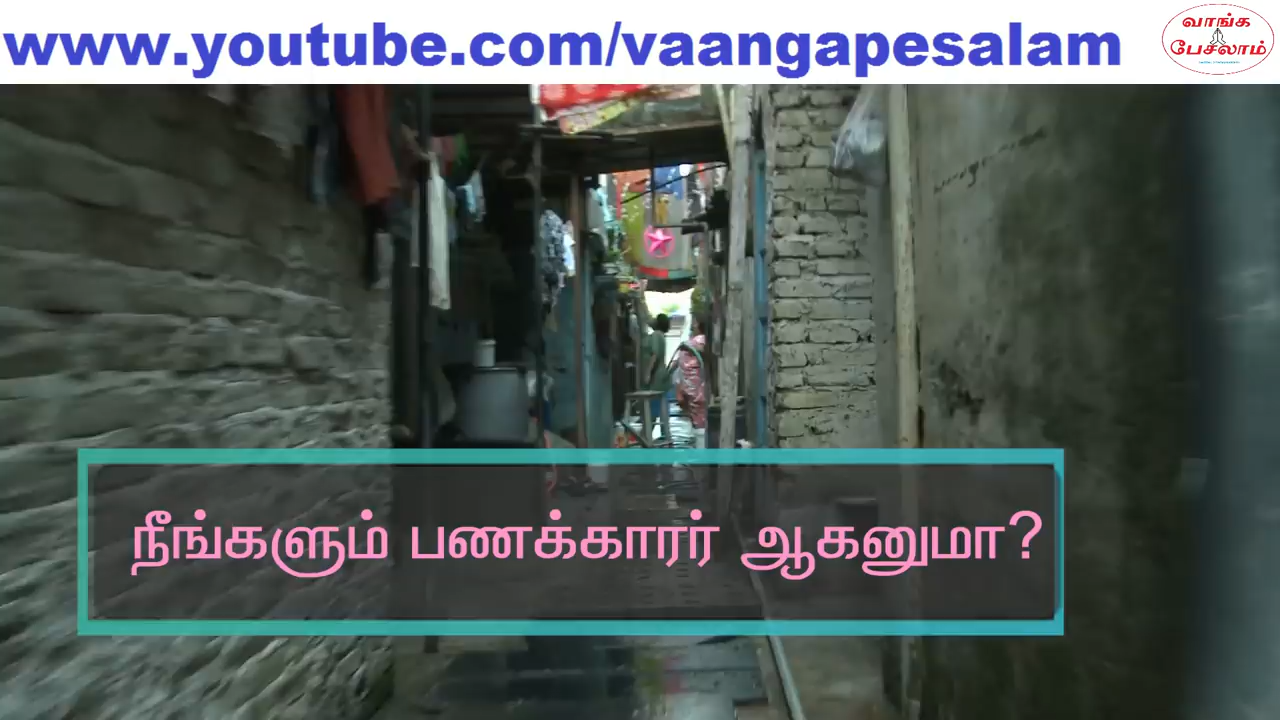 www.youtube.com/vaangapesalam
வாங்க
பேசலாம்
நீங்களும் பணக்காரர் ஆகனுமா?